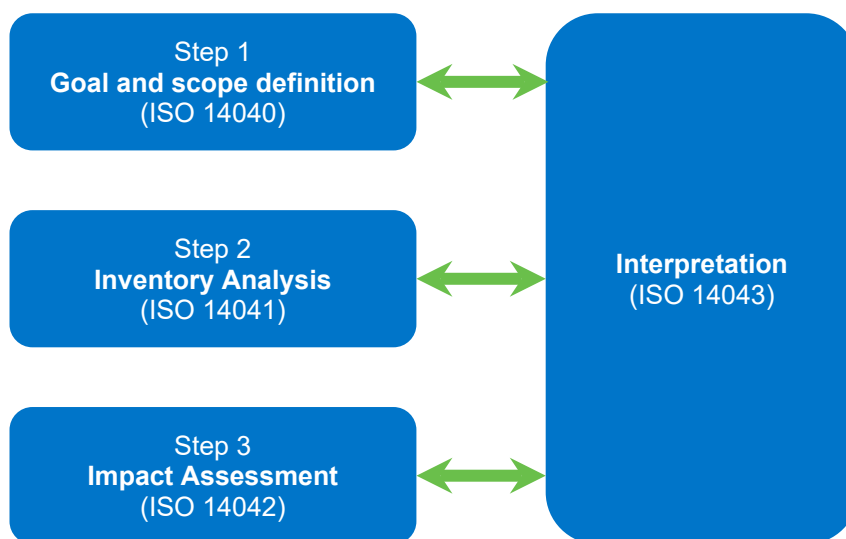 Step 1
Goal and scope definition
(ISO 14040)
Step 2
Inventory Analysis
(ISO 14041)
Interpretation
(ISO 14043)
Step 3
Impact Assessment
(ISO 14042)